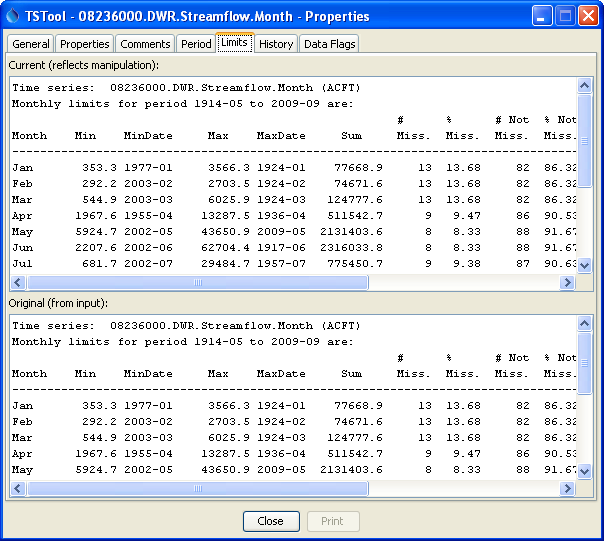 TSTool - 08236000.DWR.Streamflow.Month - Properties
General Properties Comments Period Limits History Data Flags
Current (reflects manipulation):
Time series: 08236000.DWR.Streamflow.Month (ACFT)
Monthly limits for period 1914-05 to 2009-09 are:
# % # Not % Not
Month Min MinDate Max MaxDate Sum Miss. Miss. Miss. Miss.
Jan 353.3 1977-01 3566.3 1924-01 77668.9 13 13.68 82 86.32
Feb 292.2 2003-02 2703.5 1924-02 74671.6 13 13.68 82 86.32
Mar 544.9 2003-03 6025.9 1924-03 124777.6 13 13.68 82 86.32
Apr 1967.6 1955-04 13287.5 1936-04 511542.7 9 9.47 86 90.53
May 5924.7 2002-05 43650.9 2009-05 2131403.6 8 8.33 88 91.67
Jun 2207.6 2002-06 62704.4 1917-06 2316033.8 8 8.33 88 91.67
Jul 681.7 2002-07 29484.7 1957-07 775450.7 9 9.38 87 90.63
Original (from input):
Time series: 08236000.DWR.Streamflow.Month (ACFT)
Monthly limits for period 1914-05 to 2009-09 are:
# % # Not % Not
Month Min MinDate Max MaxDate Sum Miss. Miss. Miss. Miss.
Jan 353.3 1977-01 3566.3 1924-01 77668.9 13 13.68 82 86.32
Feb 292.2 2003-02 2703.5 1924-02 74671.6 13 13.68 82 86.32
Mar 544.9 2003-03 6025.9 1924-03 124777.6 13 13.68 82 86.32
Apr 1967.6 1955-04 13287.5 1936-04 511542.7 9 9.47 86 90.53
May 5924.7 2002-05 43650.9 2009-05 2131403.6 8 8.33 88 91.67
Close Print